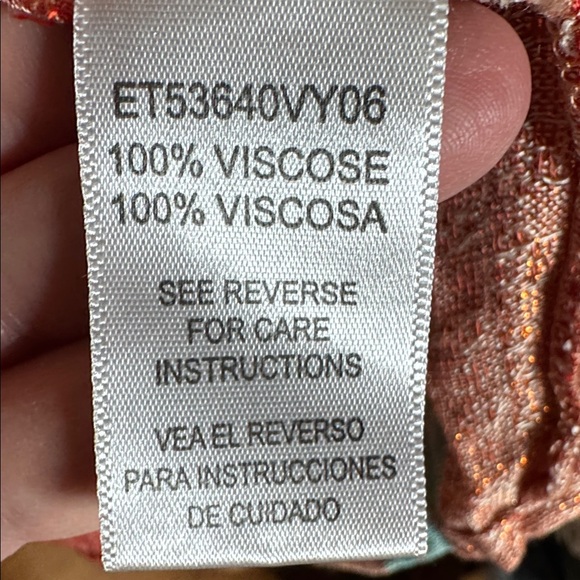 ET53640VY06
100% VISCOSE
100% VISCOSA
SEE REVERSE
FOR CARE
INSTRUCTIONS
VEA EL REVERSO
PARA INSTRUCCIONES
DE CUIDADO